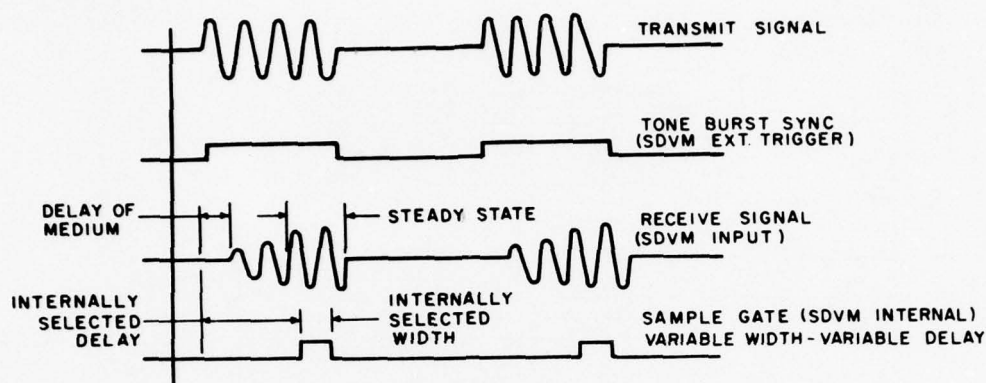 TRANSMIT SIGNAL
TONE BURST SYNC
(SDVM EXT. TRIGGER)
DELAY OF
MEDIUM
STEADY STATE
RECEIVE SIGNAL
(SDVM INPUT)
INTERNALLY
SELECTED
DELAY
INTERNALLY
SELECTED
WIDTH
SAMPLE GATE (SDVM INTERNAL)
VARIABLE WIDTH-VARIABLE DELAY